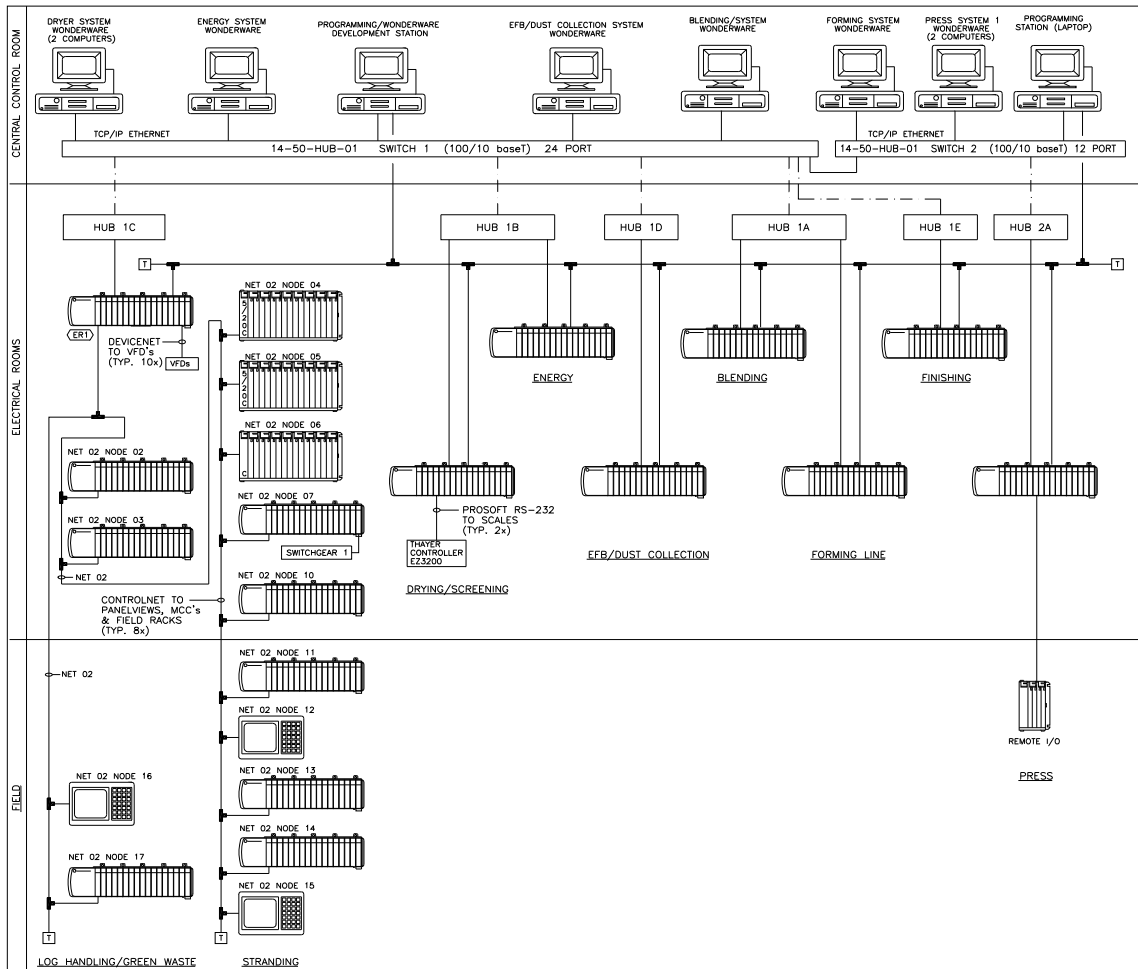 CENTRAL CONTROL ROOM
DRYER SYSTEM
WONDERWARE
(2 COMPUTERS)
ENERGY SYSTEM
WONDERWARE
PROGRAMMING/WONDERWARE
DEVELOPMENT STATION
EFB/DUST COLLECTION SYSTEM
WONDERWARE
BLENDING/SYSTEM
WONDERWARE
FORMING SYSTEM
WONDERWARE
PRESS SYSTEM 1
WONDERWARE
(2 COMPUTERS)
PROGRAMMING
STATION (LAPTOP)
TCP/IP ETHERNET
14-50-HUB-01 SWITCH 1 (100/10 baseT) 24 PORT
TCP/IP ETHERNET
14-50-HUB-01 SWITCH 2 (100/10 baseT) 12 PORT
ELECTRICAL ROOMS
HUB 1C
HUB 1B
HUB 1D
HUB 1A
HUB 1E
HUB 2A
T
T
ER1
DEVICENET
TO VFD's
(TYP. 10x)
VFDs
NET 02 NODE 04
5/20C
NET 02 NODE 05
5/20C
NET 02 NODE 06
C
NET 02 NODE 02
NET 02 NODE 03
NET 02
NET 02 NODE 07
SWITCHGEAR 1
NET 02 NODE 10
CONTROLNET TO
PANELVIEWS, MCC's
& FIELD RACKS
(TYP. 8x)
ENERGY
BLENDING
FINISHING
PROSOFT RS-232
TO SCALES
(TYP. 2x)
THAYER
CONTROLLER
EZ3200
DRYING/SCREENING
EFB/DUST COLLECTION
FORMING LINE
FIELD
NET 02
NET 02 NODE 11
NET 02 NODE 12
NET 02 NODE 13
NET 02 NODE 14
NET 02 NODE 15
NET 02 NODE 16
NET 02 NODE 17
T
T
LOG HANDLING/GREEN WASTE
STRANDING
REMOTE I/O
PRESS